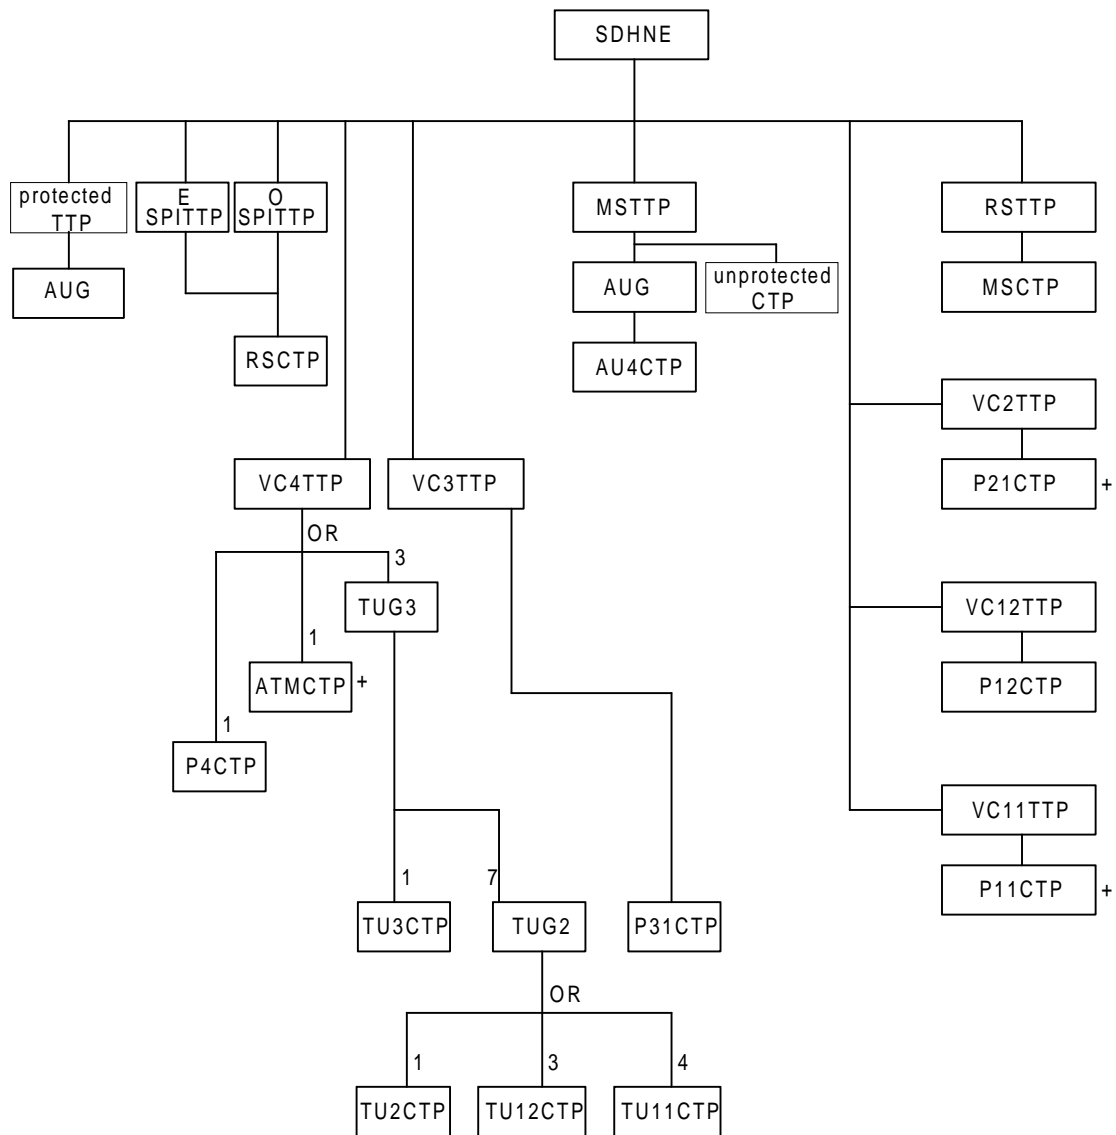 SDHNE
protected
TTP
E
SPITTP
O
SPITTP
MSTTP
RSTTP
AUG
AUG
unprotected
CTP
MSCTP
RSCTP
AU4CTP
VC2TTP
VC4TTP
VC3TTP
P21CTP +
OR
3
TUG3
VC12TTP
1
ATMCTP +
P12CTP
1
P4CTP
VC11TTP
1
7
P11CTP +
TU3CTP
TUG2
P31CTP
OR
1
3
4
TU2CTP
TU12CTP
TU11CTP